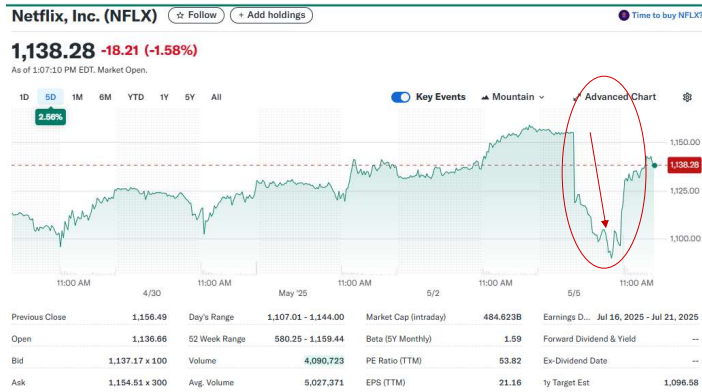 Netflix, Inc. (NFLX) ☆ Follow + Add holdings Time to buy NFLX?
1,138.28 -18.21 (-1.58%)
As of 1:07:10 PM EDT. Market Open.
1D 5D 1M 6M YTD 1Y 5Y All Key Events Mountain Advanced Chart
2.56%
1,150.00
1,138.28
1,125.00
1,100.00
11:00 AM 11:00 AM 11:00 AM 11:00 AM 11:00 AM
4/30 May '25 5/2 5/5
Previous Close 1,156.49 Day's Range 1,107.01 - 1,144.00 Market Cap (intraday) 484.623B Earnings D... Jul 16, 2025 - Jul 21, 2025
Open 1,136.66 52 Week Range 580.25 - 1,159.44 Beta (5Y Monthly) 1.59 Forward Dividend & Yield --
Bid 1,137.17 x 100 Volume 4,090,723 PE Ratio (TTM) 53.82 Ex-Dividend Date --
Ask 1,154.51 x 300 Avg. Volume 5,027,371 EPS (TTM) 21.16 1y Target Est 1,096.58